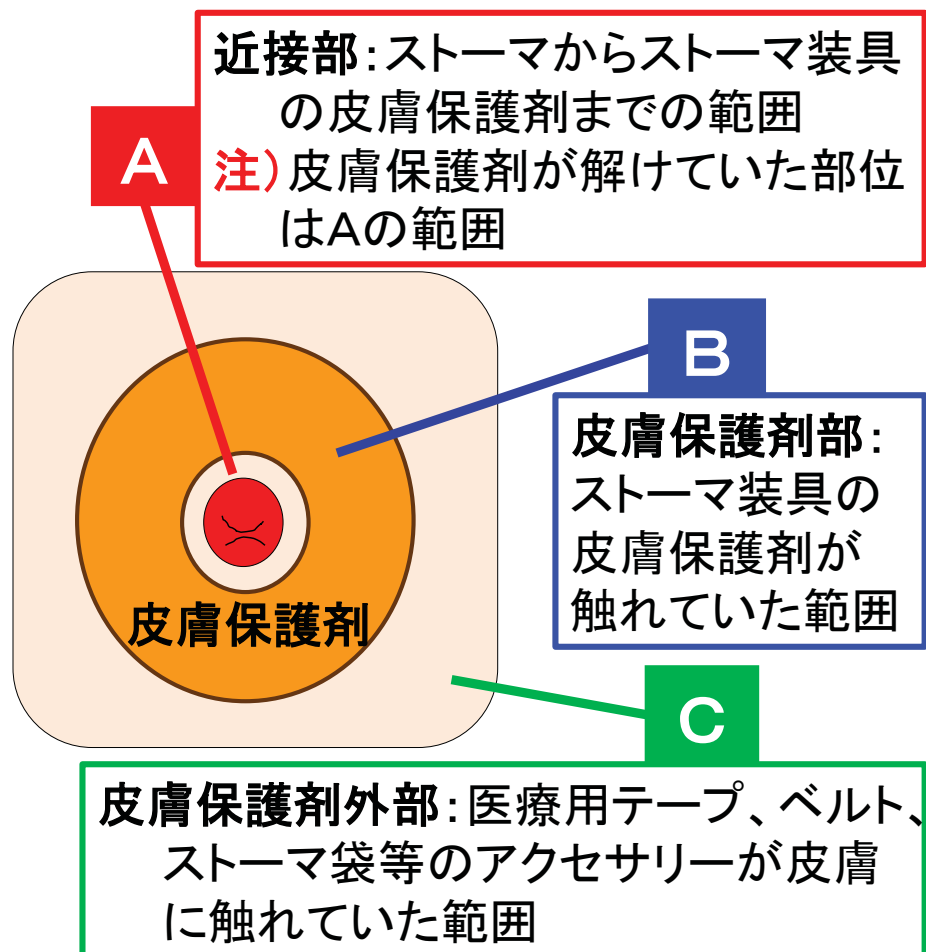 近接部:ストーマからストーマ装具
の皮膚保護剤までの範囲
注)皮膚保護剤が解けていた部位
はAの範囲
A
B
皮膚保護剤部:
ストーマ装具の
皮膚保護剤が
触れていた範囲
皮膚保護剤
C
皮膚保護剤外部:医療用テープ、ベルト、
ストーマ袋等のアクセサリーが皮膚
に触れていた範囲